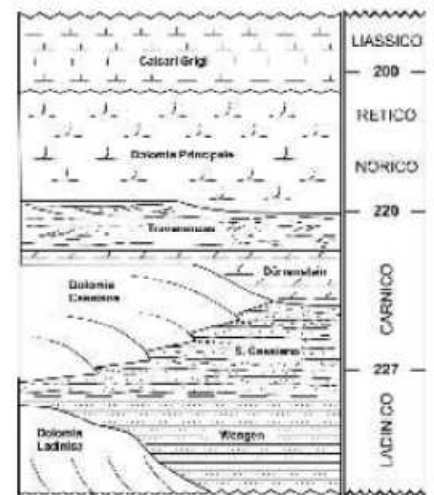 Calcari Grigi
LIASSICO
200
RETICO
Dolomia Principale
NORICO
220
Travenanzes
Dürrenstein
Dolomia
Cassiana
CARNICO
S. Cassiano
227
Dolomia
Ladinica
Wengen
LADINICO